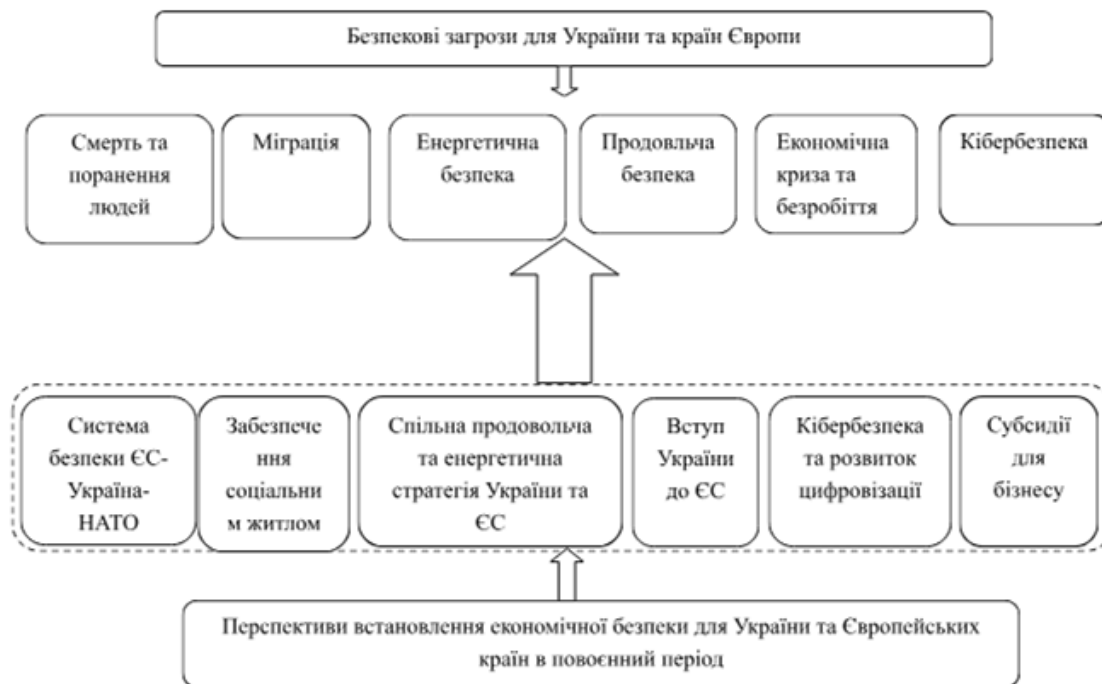 Безпекові загрози для України та країн Європи
Смерть та
поранення
людей
Міграція
Енергетична
безпека
Продовльча
безпека
Економічна
криза та
безробіття
Кібербезпека
Система
безпеки ЄС-
Україна-
НАТО
Забезпече
ння
соціальни
м житлом
Спільна продовольча
та енергетична
стратегія України та
ЄС
Вступ
України
до ЄС
Кібербезпека
та розвиток
цифровізації
Субсидії
для
бізнесу
Перспективи встановлення економічної безпеки для України та Європейських
країн в повоєнний період